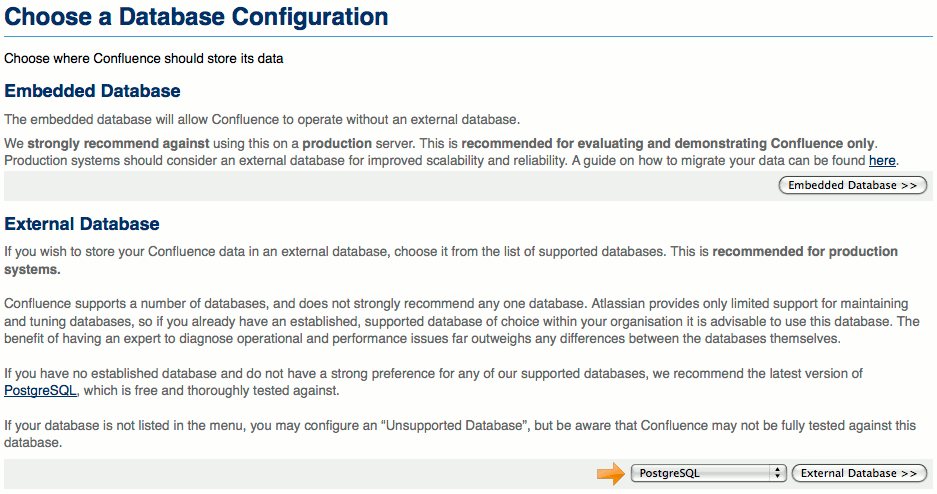 Choose a Database Configuration
Choose where Confluence should store its data
Embedded Database
The embedded database will allow Confluence to operate without an external database.
We strongly recommend against using this on a production server. This is recommended for evaluating and demonstrating Confluence only.
Production systems should consider an external database for improved scalability and reliability. A guide on how to migrate your data can be found here.
Embedded Database >>
External Database
If you wish to store your Confluence data in an external database, choose it from the list of supported databases. This is recommended for production
systems.
Confluence supports a number of databases, and does not strongly recommend any one database. Atlassian provides only limited support for maintaining
and tuning databases, so if you already have an established, supported database of choice within your organisation it is advisable to use this database. The
benefit of having an expert to diagnose operational and performance issues far outweighs any differences between the databases themselves.
If you have no established database and do not have a strong preference for any of our supported databases, we recommend the latest version of
PostgreSQL, which is free and thoroughly tested against.
If your database is not listed in the menu, you may configure an “Unsupported Database”, but be aware that Confluence may not be fully tested against this
database.
PostgreSQL External Database >>